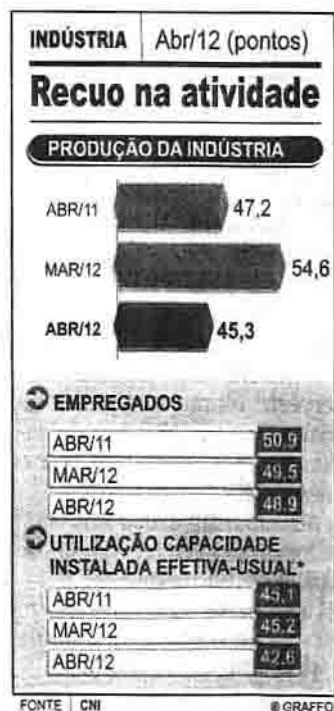 INDÚSTRIA Abr/12 (pontos)
Recuo na atividade
PRODUÇÃO DA INDÚSTRIA
ABR/11 47,2
MAR/12 54,6
ABR/12 45,3
EMPREGADOS
ABR/11 50,9
MAR/12 49,5
ABR/12 48,9
UTILIZAÇÃO CAPACIDADE
INSTALADA EFETIVA-USUAL*
ABR/11
MAR/12 45,2
ABR/12 42,6
FONTE CNI © GRAFFO